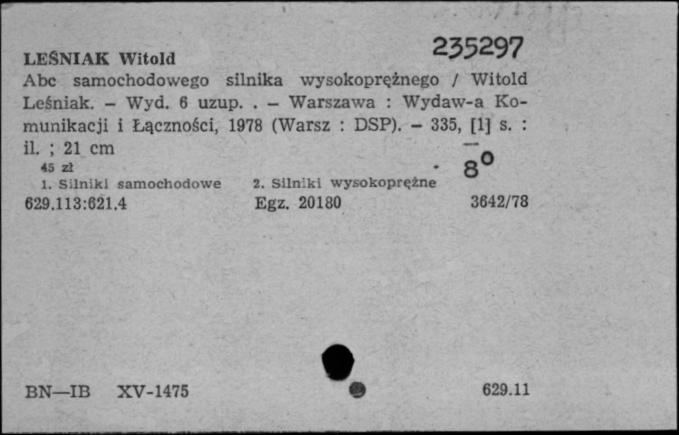 235297
LEŚNIAK Witold
Abc samochodowego silnika wysokoprężnego / Witold
Leśniak. — Wyd. 6 uzup. . — Warszawa : Wydaw-a Ko-
munikacji i Łączności, 1978 (Warsz : DSP). — 335, [1] s. :
il. ; 21 cm
8º
45 zł
1. Silniki samochodowe 2. Silniki wysokoprężne
629.113:621.4 Egz. 20180 3642/78
BN—IB XV-1475 629.11